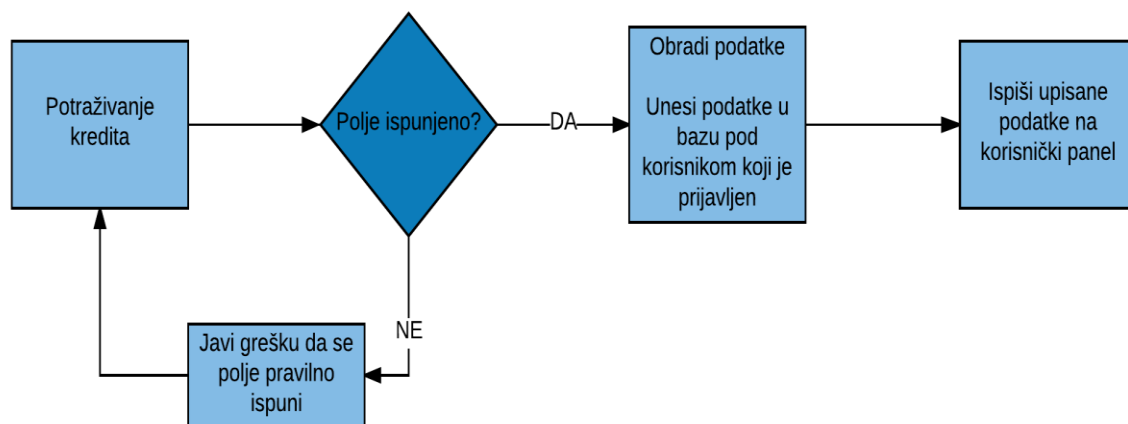 Potraživanje
kredita
Polje ispunjeno?
DA
Obradi podatke
Unesi podatke u
bazu pod
korisnikom koji je
prijavljen
Ispiši upisane
podatke na
korisnički panel
NE
Javi grešku da se
polje pravilno
ispuni